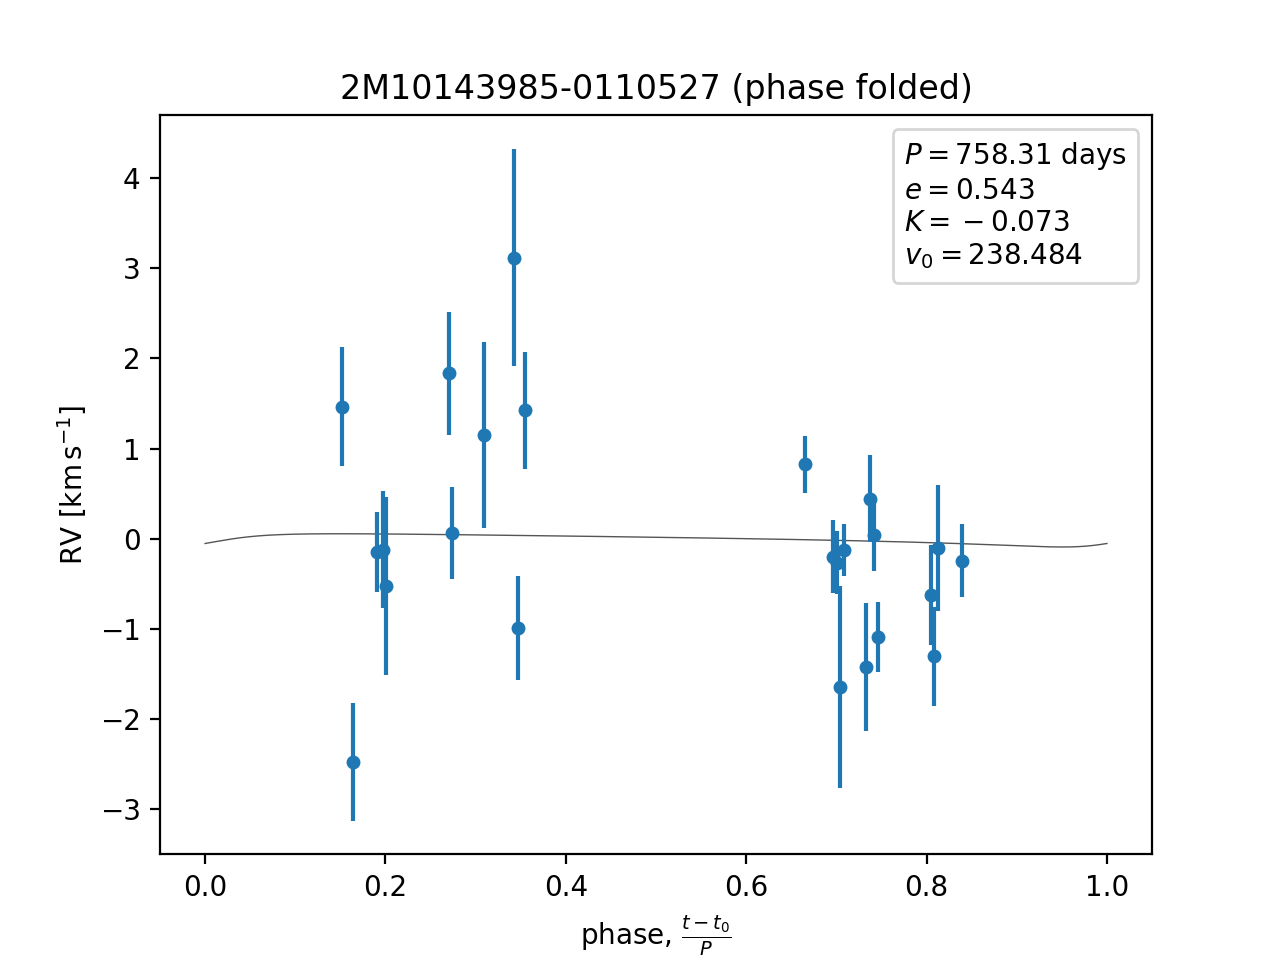 2M10143985-0110527 (phase folded)
P = 758.31 days
e = 0.543
K = −0.073
v₀ = 238.484
4
3
2
1
0
−1
−2
−3
RV [km s⁻¹]
0.0 0.2 0.4 0.6 0.8 1.0
phase, (t − t₀)/P